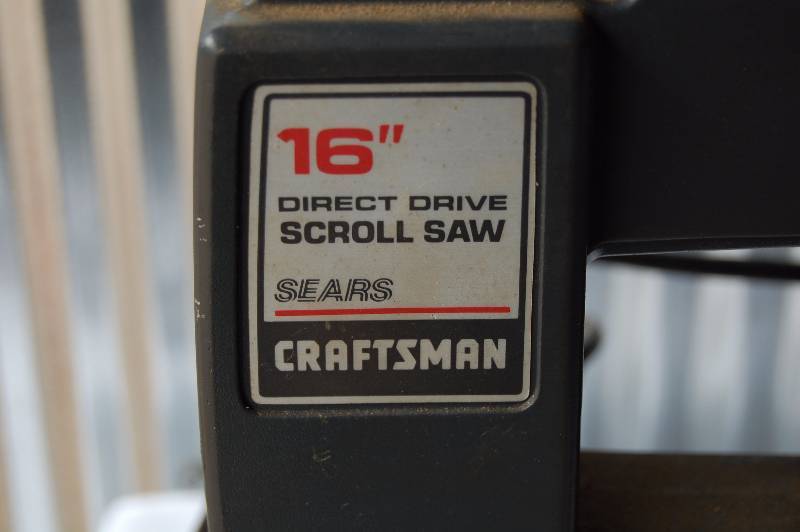 16"
DIRECT DRIVE
SCROLL SAW
SEARS
CRAFTSMAN